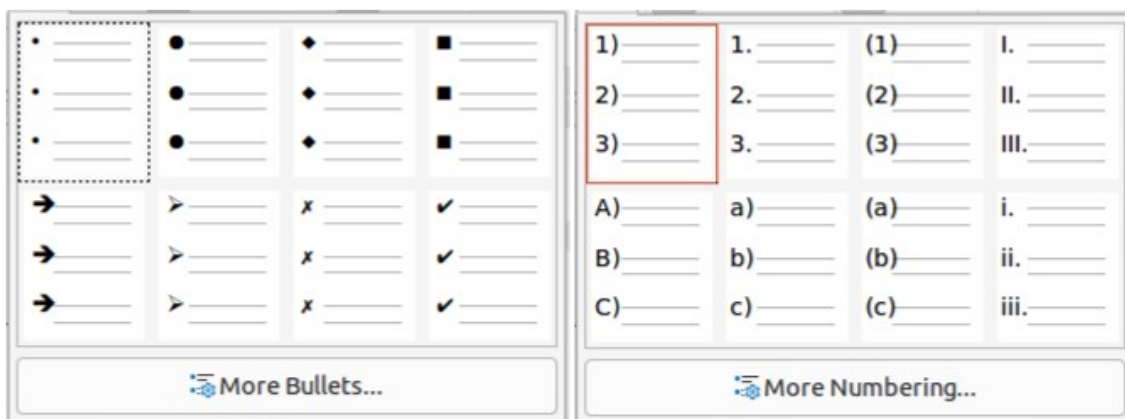 • ● ◆ ■
• ● ◆ ■
• ● ◆ ■
➔ ➢ ✗ ✔
➔ ➢ ✗ ✔
➔ ➢ ✗ ✔
More Bullets...
1) 1. (1) I.
2) 2. (2) II.
3) 3. (3) III.
A) a) (a) i.
B) b) (b) ii.
C) c) (c) iii.
More Numbering...